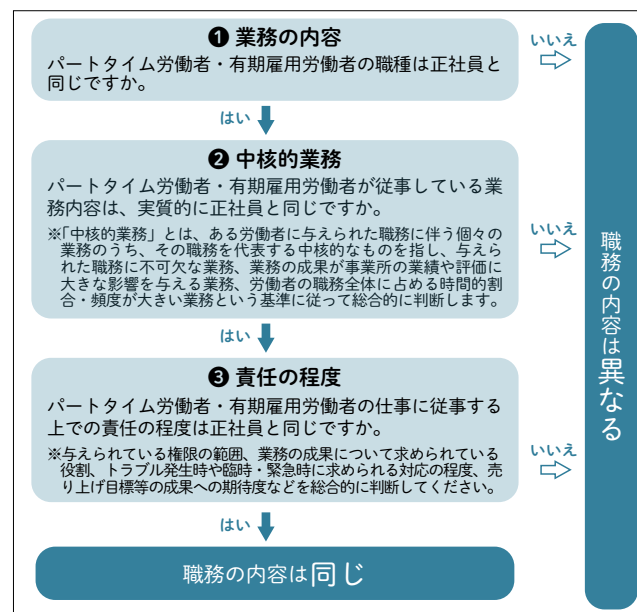 ❶ 業務の内容
パートタイム労働者・有期雇用労働者の職種は正社員と
同じですか。
いいえ
はい
❷ 中核的業務
パートタイム労働者・有期雇用労働者が従事している業
務内容は、実質的に正社員と同じですか。
※「中核的業務」とは、ある労働者に与えられた職務に伴う個々の
業務のうち、その職務を代表する中核的なものを指し、与えら
れた職務に不可欠な業務、業務の成果が事業所の業績や評価に
大きな影響を与える業務、労働者の職務全体に占める時間的割
合・頻度が大きい業務という基準に従って総合的に判断します。
いいえ
はい
❸ 責任の程度
パートタイム労働者・有期雇用労働者の仕事に従事する
上での責任の程度は正社員と同じですか。
※与えられている権限の範囲、業務の成果について求められている
役割、トラブル発生時や臨時・緊急時に求められる対応の程度、売
り上げ目標等の成果への期待度などを総合的に判断してください。
いいえ
はい
職務の内容は同じ
職務の内容は異なる